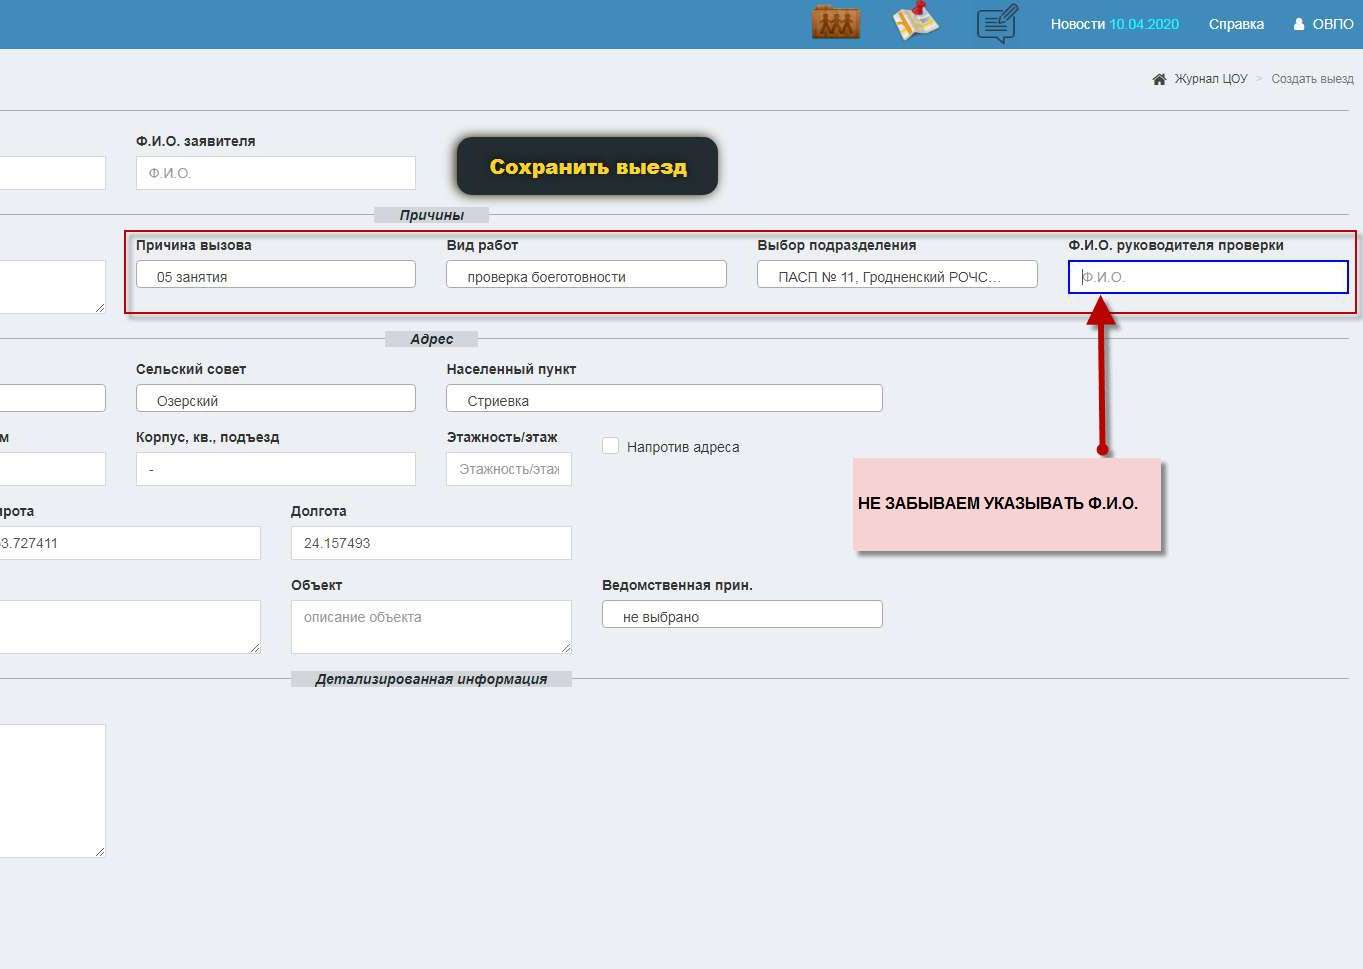 Новости 10.04.2020 Справка ОВПО
Журнал ЦОУ > Создать выезд
Ф.И.О. заявителя
Ф.И.О.
Сохранить выезд
Причины
Причина вызова Вид работ Выбор подразделения Ф.И.О. руководителя проверки
05 занятия проверка боеготовности ПАСП № 11, Гродненский РОЧС... Ф.И.О.
Адрес
Сельский совет Населенный пункт
Озерский Стриевка
м Корпус, кв., подъезд Этажность/этаж Напротив адреса
- Этажность/этаж
НЕ ЗАБЫВАЕМ УКАЗЫВАТЬ Ф.И.О.
рота Долгота
3.727411 24.157493
Объект Ведомственная прин.
описание объекта не выбрано
Детализированная информация